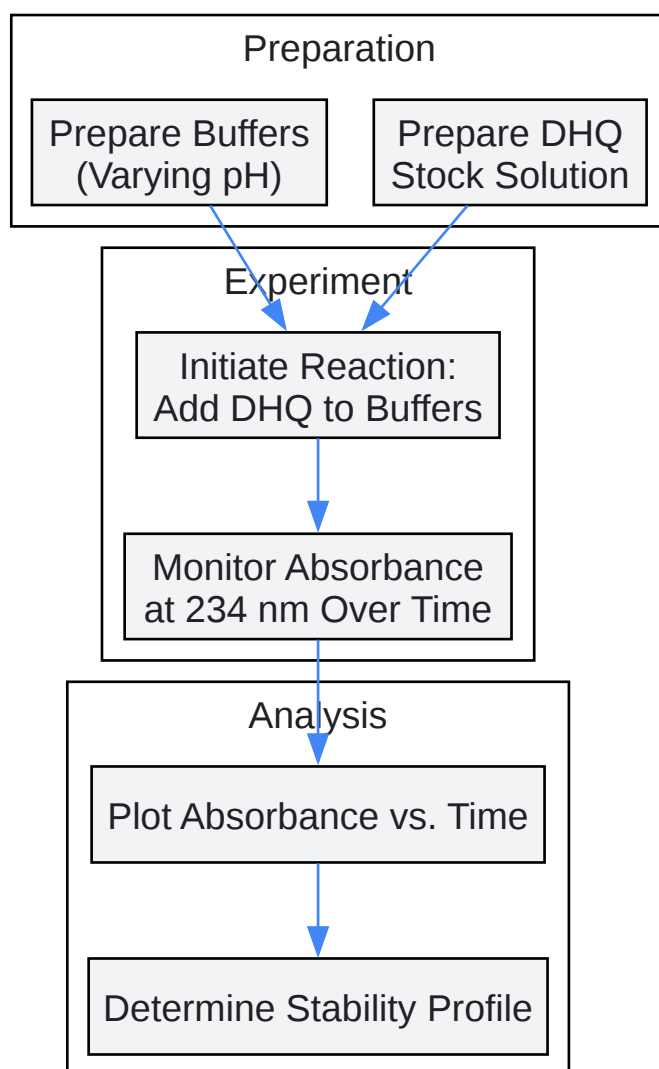 Preparation
Prepare Buffers
(Varying pH)
Prepare DHQ
Stock Solution
Experiment
Initiate Reaction:
Add DHQ to Buffers
Monitor Absorbance
at 234 nm Over Time
Analysis
Plot Absorbance vs. Time
Determine Stability Profile